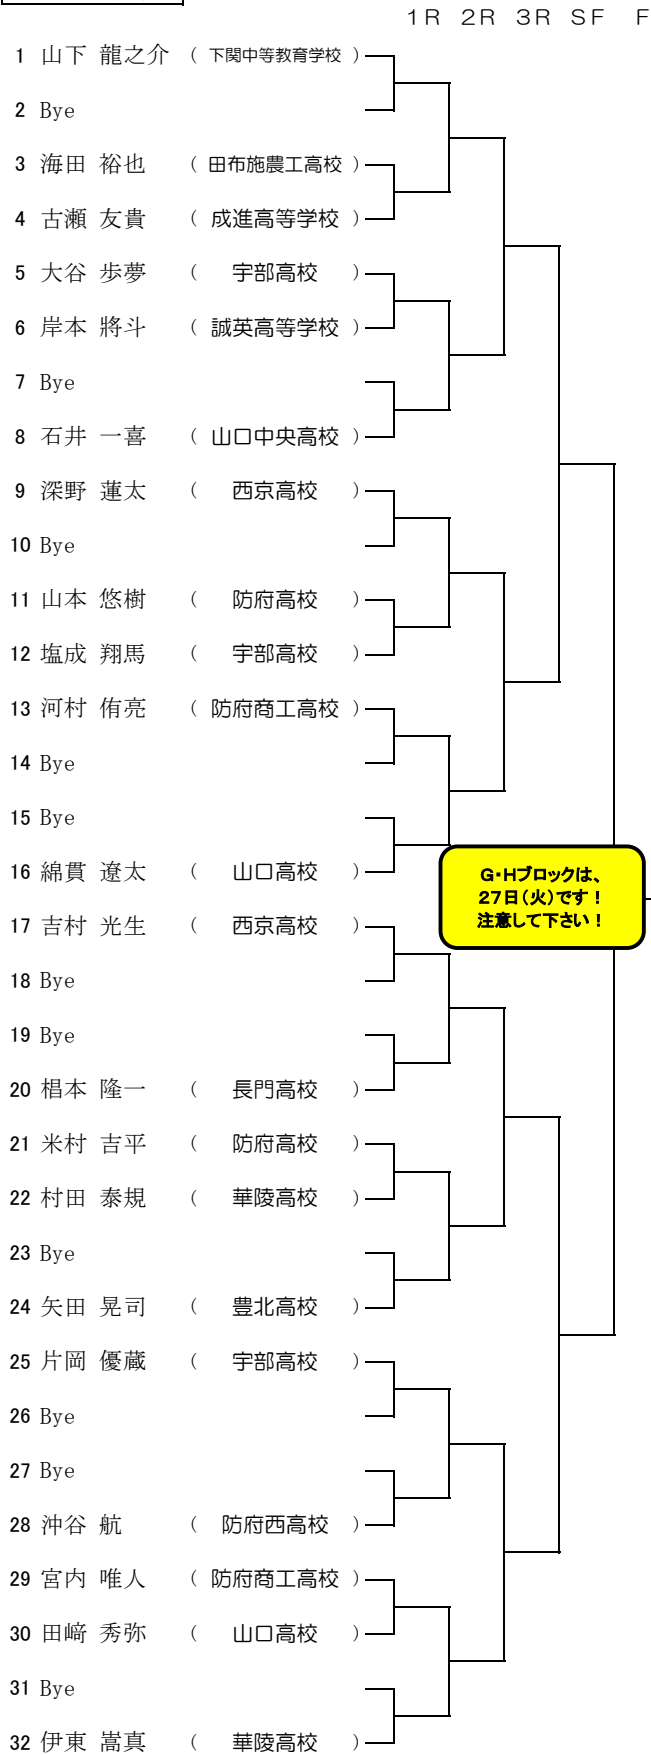 １Ｒ ２Ｒ ３Ｒ ＳＦ Ｆ
1 山下 龍之介 （ 下関中等教育学校 ）
2 Bye
3 海田 裕也 （ 田布施農工高校 ）
4 古瀬 友貴 （ 成進高等学校 ）
5 大谷 歩夢 （ 宇部高校 ）
6 岸本 將斗 （ 誠英高等学校 ）
7 Bye
8 石井 一喜 （ 山口中央高校 ）
9 深野 蓮太 （ 西京高校 ）
10 Bye
11 山本 悠樹 （ 防府高校 ）
12 塩成 翔馬 （ 宇部高校 ）
13 河村 侑亮 （ 防府商工高校 ）
14 Bye
15 Bye
16 綿貫 遼太 （ 山口高校 ）
G・Hブロックは、
27日（火）です！
注意して下さい！
17 吉村 光生 （ 西京高校 ）
18 Bye
19 Bye
20 椙本 隆一 （ 長門高校 ）
21 米村 吉平 （ 防府高校 ）
22 村田 泰規 （ 華陵高校 ）
23 Bye
24 矢田 晃司 （ 豊北高校 ）
25 片岡 優蔵 （ 宇部高校 ）
26 Bye
27 Bye
28 沖谷 航 （ 防府西高校 ）
29 宮内 唯人 （ 防府商工高校 ）
30 田﨑 秀弥 （ 山口高校 ）
31 Bye
32 伊東 嵩真 （ 華陵高校 ）